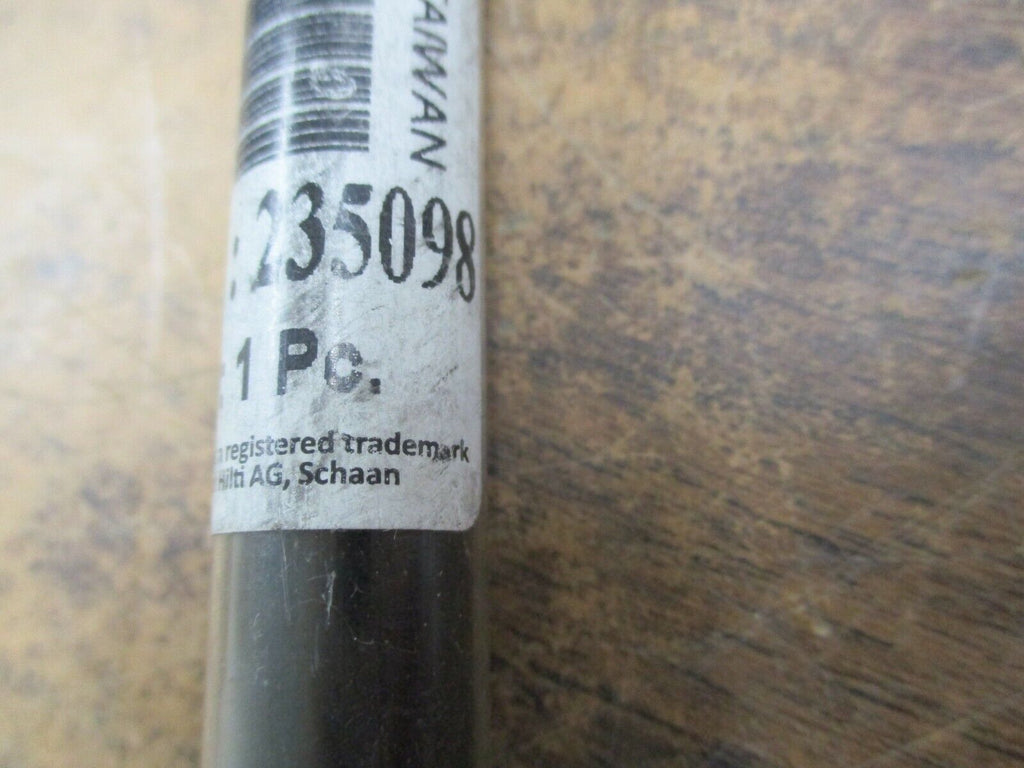 TAIWAN
: 235098
: 1 Pc.
registered trademark
Hilti AG, Schaan